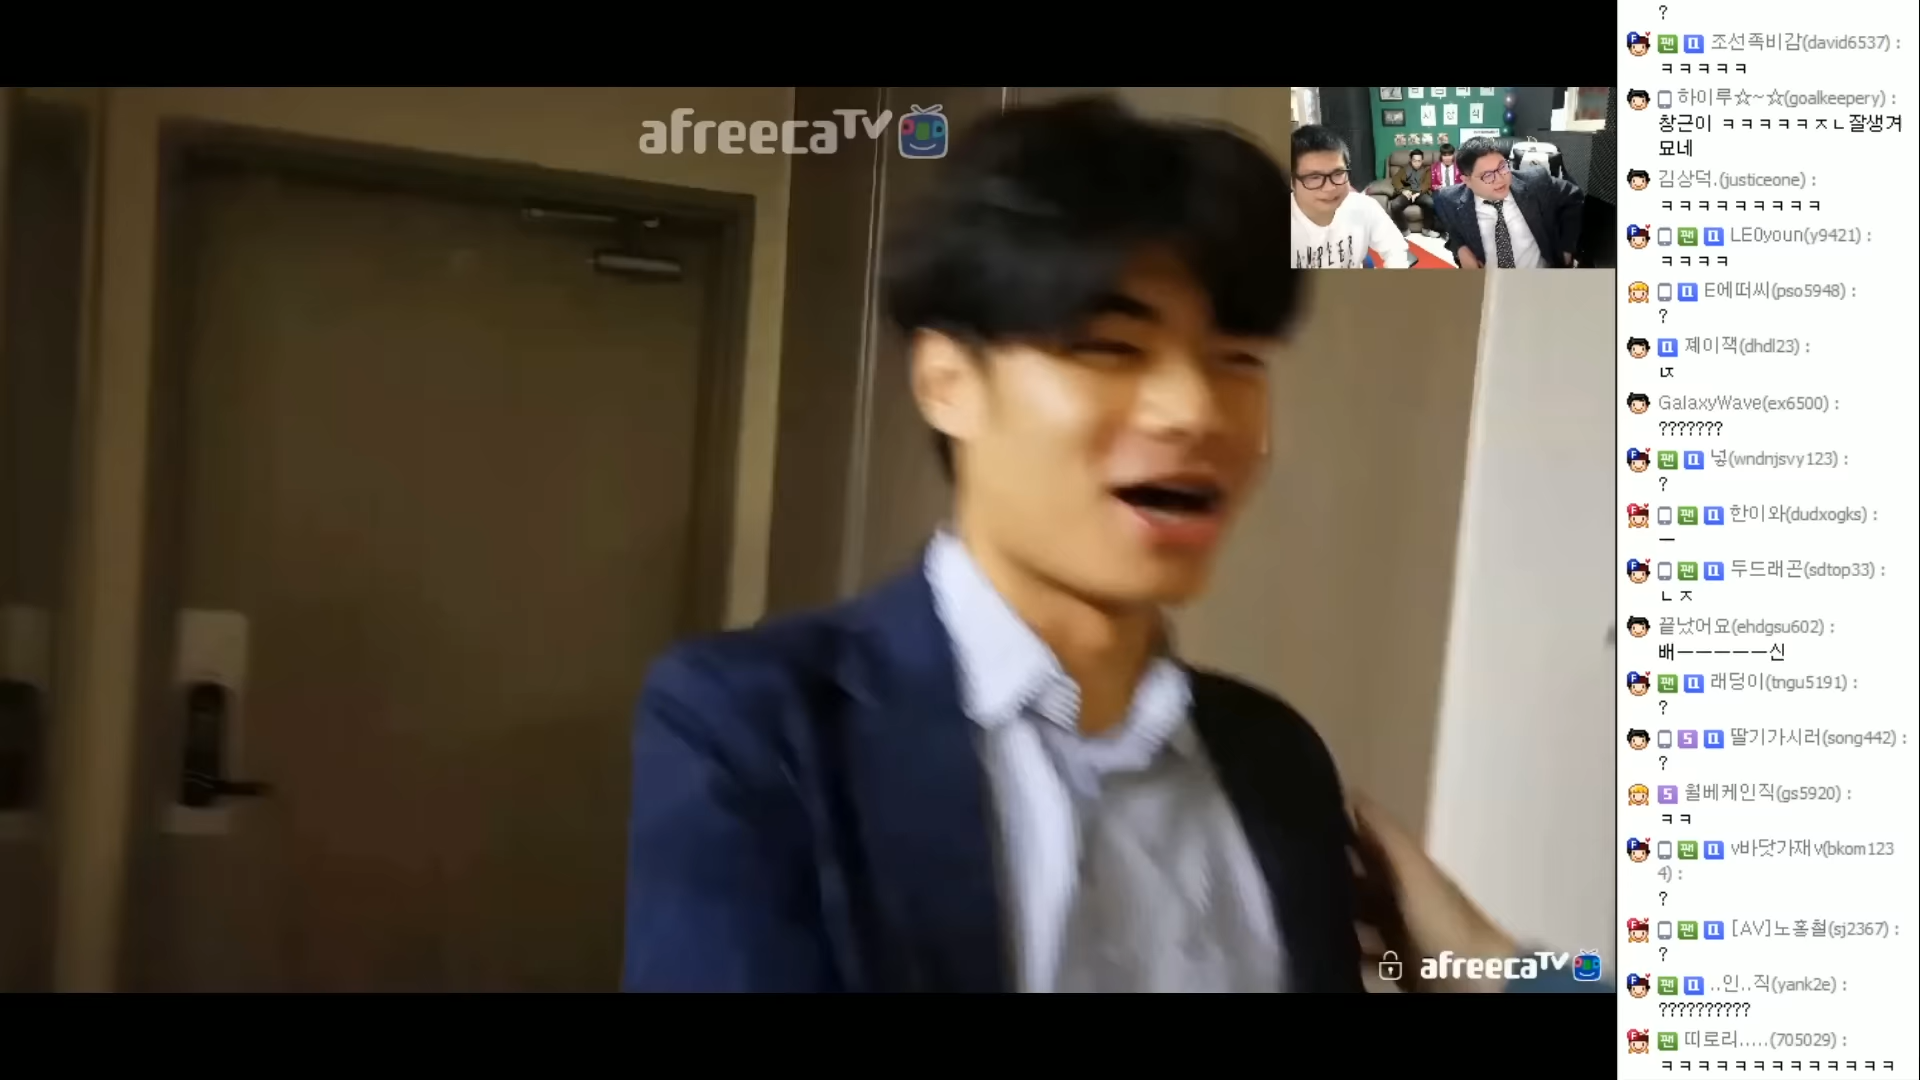 afreecaTV
afreecaTV
?
조선족비감(david6537) :
ㅋㅋㅋㅋㅋ
하이루☆~☆(goalkeepery) :
창근이 ㅋㅋㅋㅋㅋㅈㄴ잘생겨
묘네
김상덕.(justiceone) :
ㅋㅋㅋㅋㅋㅋㅋㅋㅋ
LE0youn(y9421) :
ㅋㅋㅋㅋ
E에떠씨(pso5948) :
?
제이잭(dhdl23) :
GalaxyWave(ex6500) :
???????
넣(wndnjsvy123) :
?
한이와(dudxogks) :
ㅡ
두드래곤(sdtop33) :
ㄴㅈ
끝났어요(ehdgsu602) :
배ㅡㅡㅡㅡㅡ신
래덩이(tngu5191) :
?
딸기가시러(song442) :
?
월베케인직(gs5920) :
ㅋㅋ
v바닷가재v(bkom123
4) :
?
[AV]노홍철(sj2367) :
?
..인..직(yank2e) :
??????????
띠로리.....(705029) :
ㅋㅋㅋㅋㅋㅋㅋㅋㅋㅋㅋㅋ